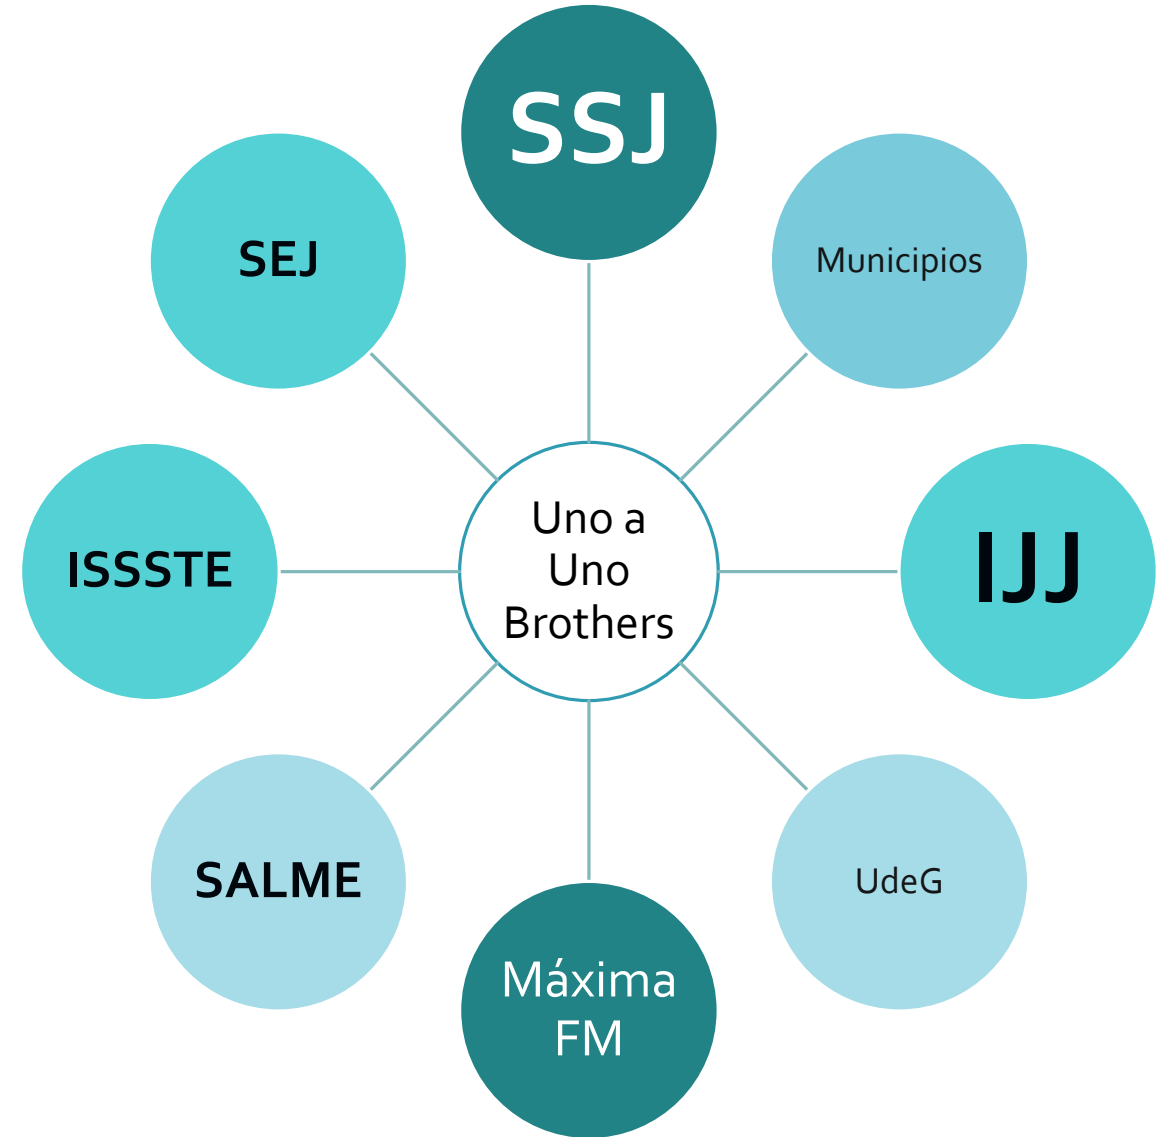 SSJ
SEJ
Municipios
Uno a
Uno
Brothers
ISSSTE
IJJ
SALME
UdeG
Máxima
FM